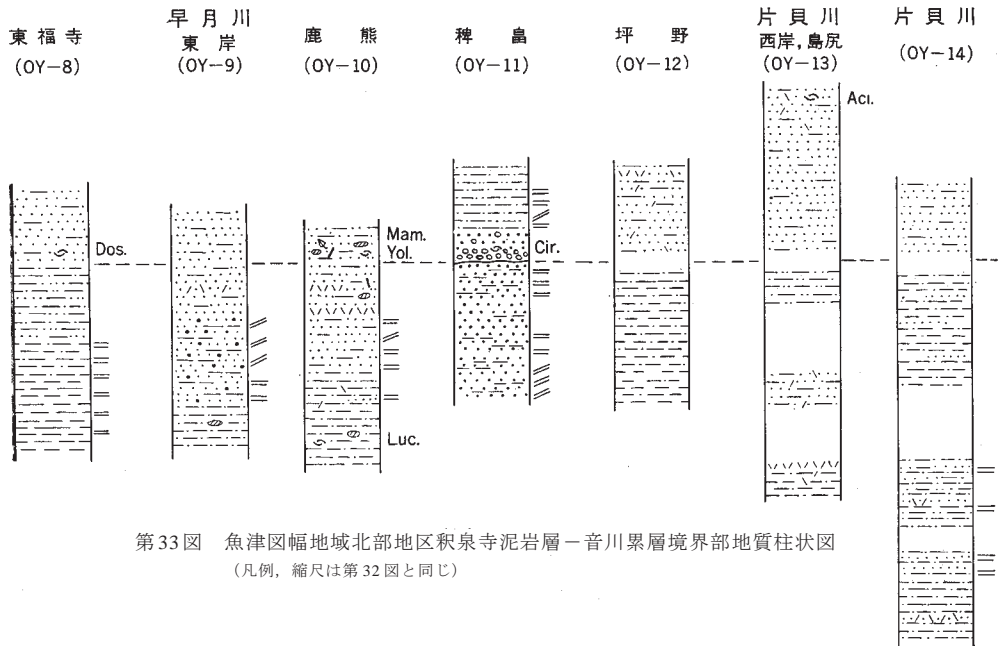 東福寺
(OY-8)
早月川
東岸
(OY-9)
鹿熊
(OY-10)
稗畠
(OY-11)
坪野
(OY-12)
片貝川
西岸，島尻
(OY-13)
片貝川
(OY-14)
Dos.
Mam.
Yol.
Luc.
Cir.
Aci.
第33図　魚津図幅地域北部地区釈泉寺泥岩層－音川累層境界部地質柱状図
(凡例，縮尺は第32図と同じ)